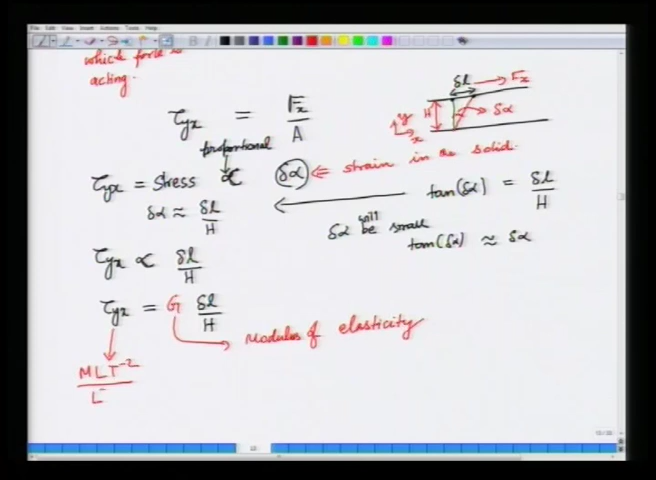 which force is
acting.
δl → Fx
H
δα
y
x
τyx = Fx / A
proportional
τyx = Stress ∝ δα ⇐ strain in the solid.
δα ≈ δl / H
tan(δα) = δl / H
δα will be small
tan(δα) ≈ δα
τyx ∝ δl / H
τyx = G δl / H
Modulus of elasticity
MLT⁻² / L